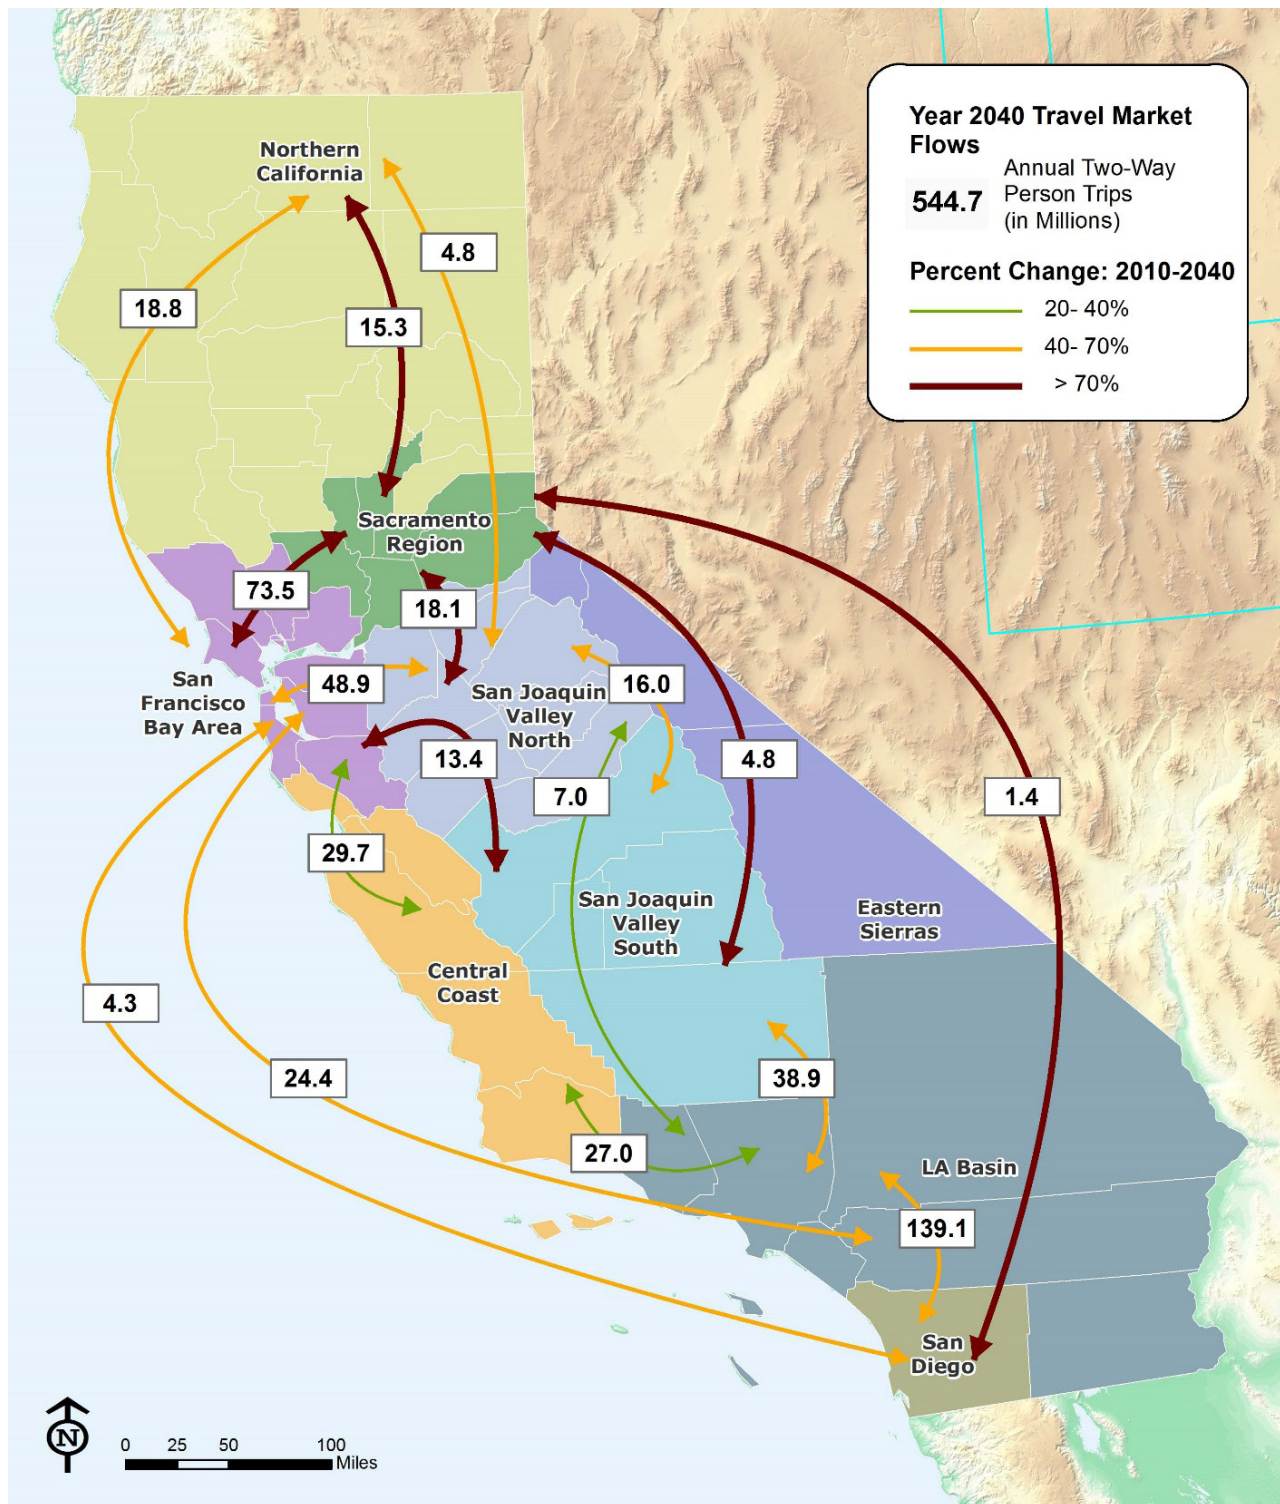 Year 2040 Travel Market
Flows
544.7
Annual Two-Way
Person Trips
(in Millions)
Percent Change: 2010-2040
20- 40%
40- 70%
> 70%
Northern
California
4.8
18.8
15.3
Sacramento
Region
73.5
18.1
San
Francisco
Bay Area
48.9
San Joaquin
Valley
North
16.0
13.4
7.0
4.8
1.4
29.7
San Joaquin
Valley
South
Eastern
Sierras
Central
Coast
4.3
24.4
38.9
27.0
LA Basin
139.1
San
Diego
N
0 25 50 100
Miles